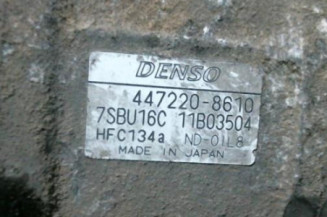 DENSO
447220-8610
7SBU16C 11B03504
HFC134a ND-OIL8
MADE IN JAPAN